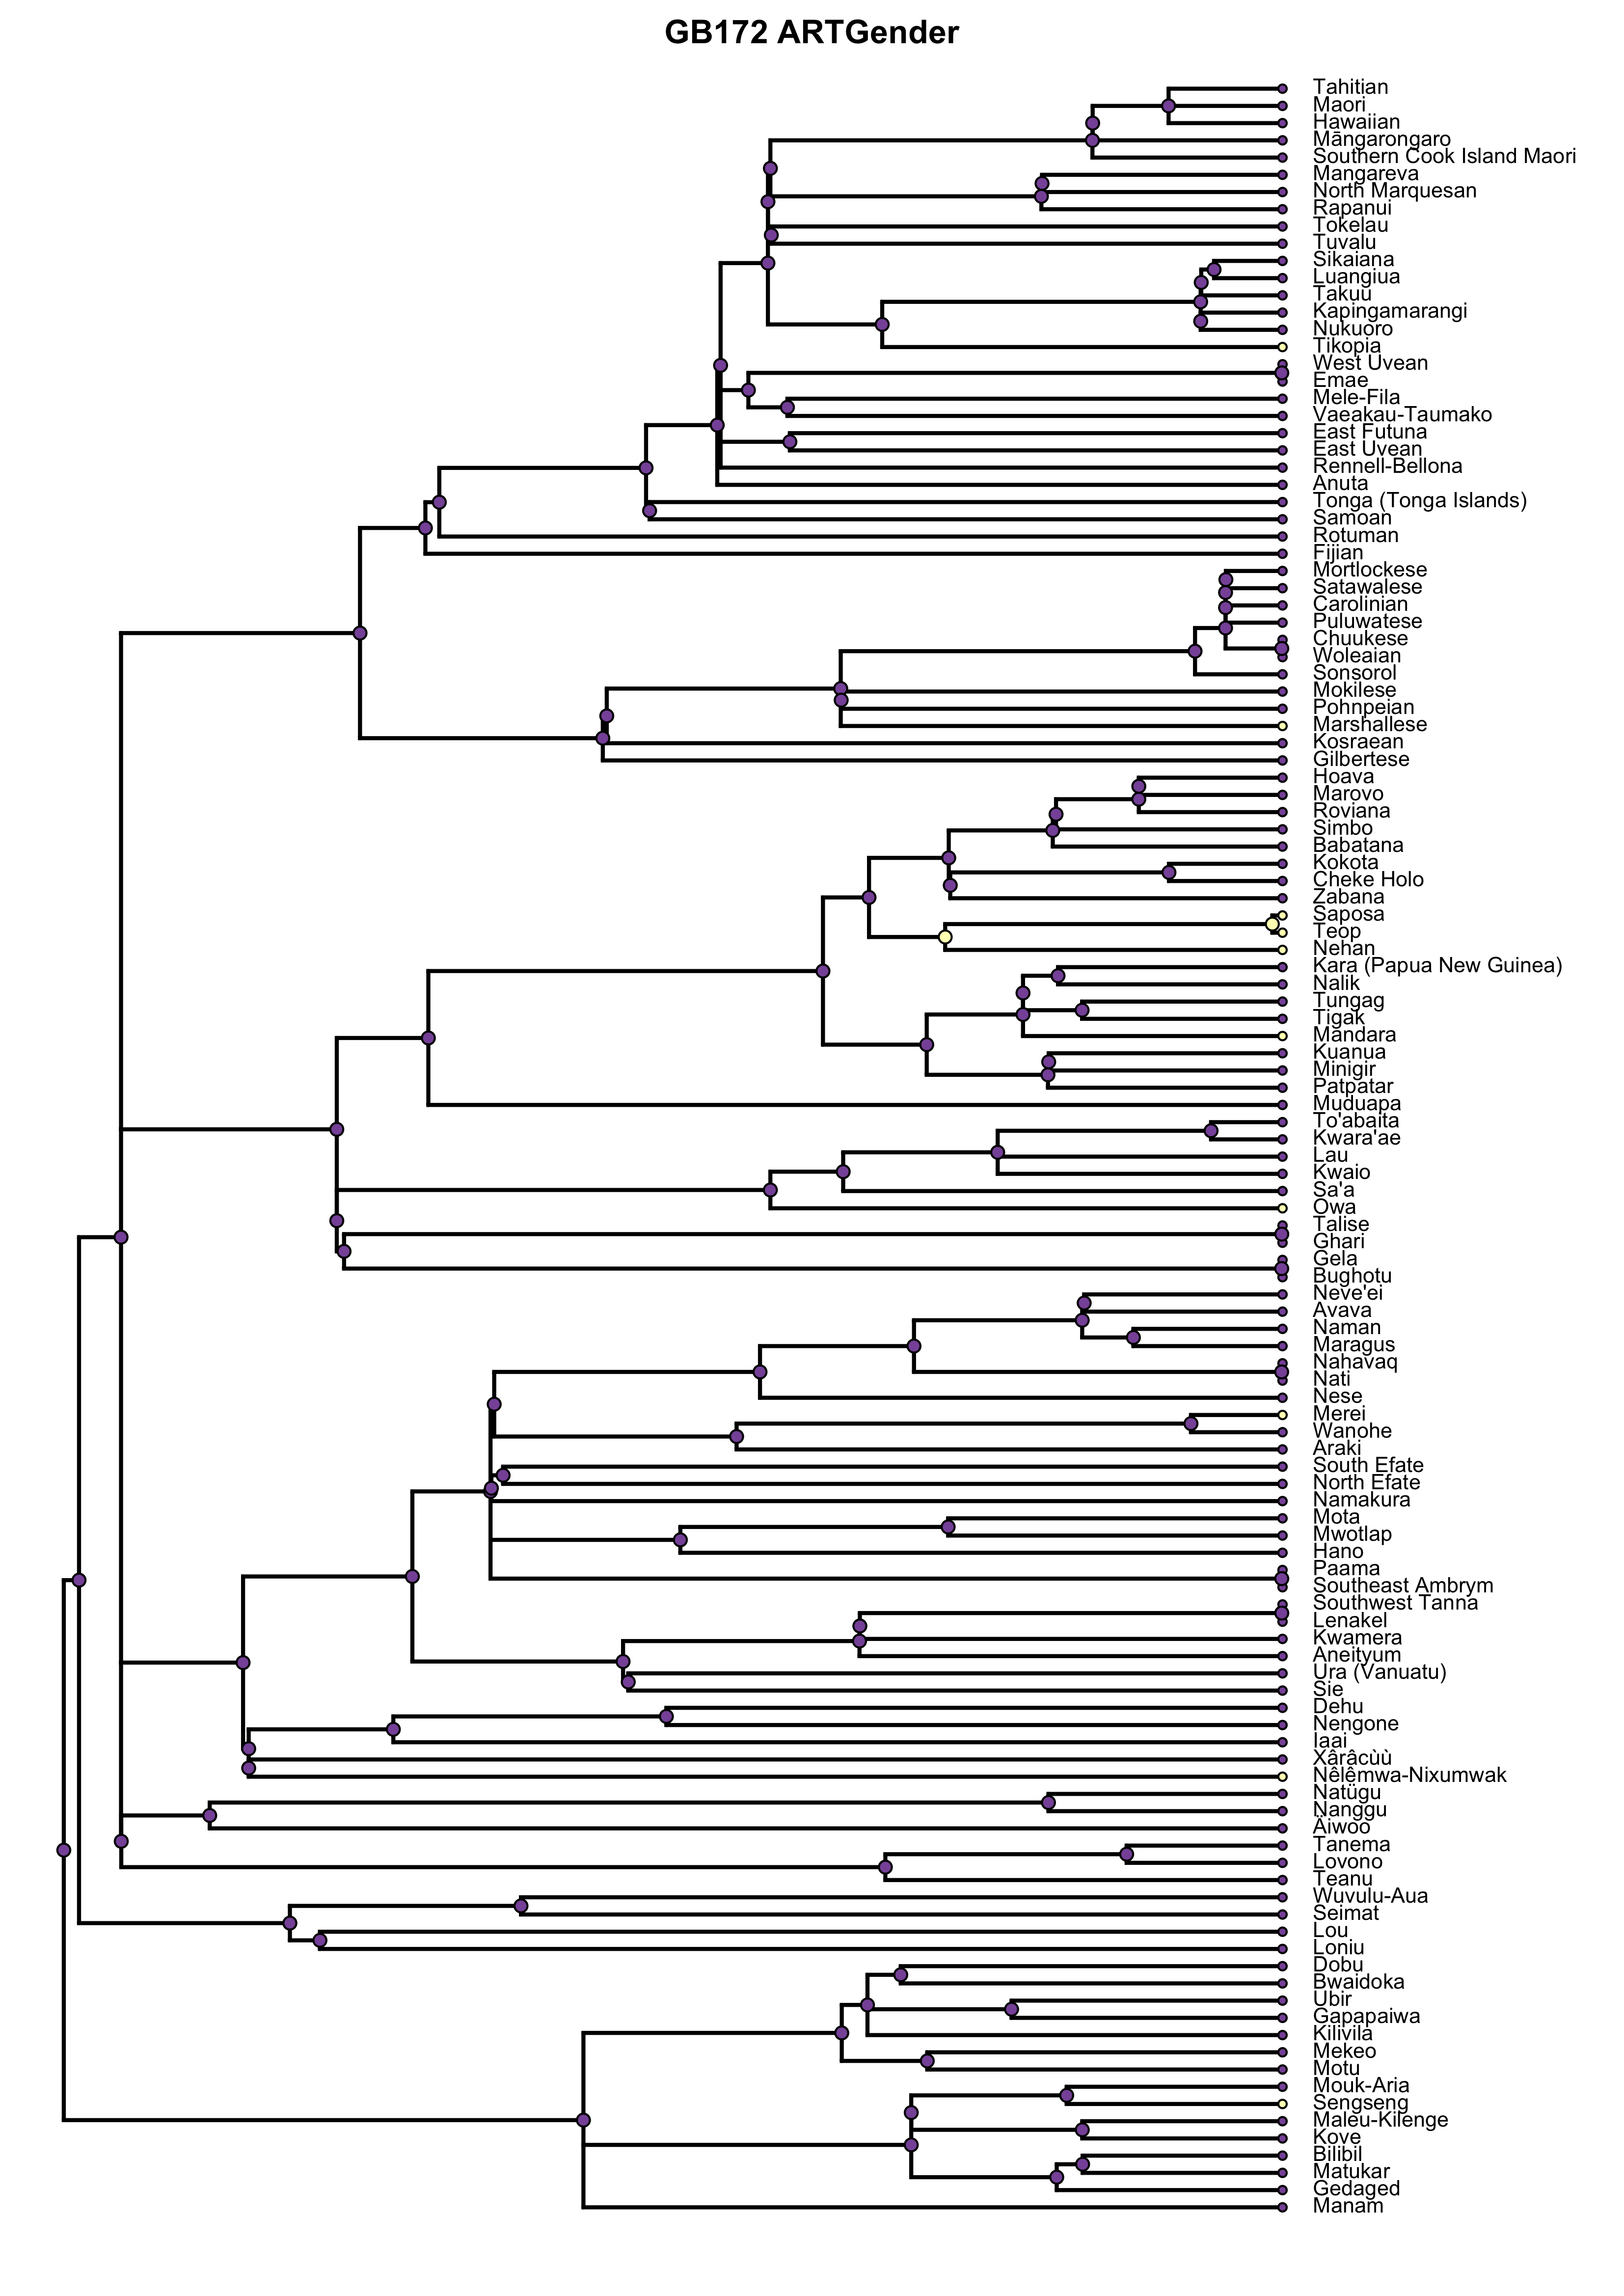 GB172 ARTGender
Tahitian
Maori
Hawaiian
Māngarongaro
Southern Cook Island Maori
Mangareva
North Marquesan
Rapanui
Tokelau
Tuvalu
Sikaiana
Luangiua
Takuu
Kapingamarangi
Nukuoro
Tikopia
West Uvean
Emae
Mele-Fila
Vaeakau-Taumako
East Futuna
East Uvean
Rennell-Bellona
Anuta
Tonga (Tonga Islands)
Samoan
Rotuman
Fijian
Mortlockese
Satawalese
Carolinian
Puluwatese
Chuukese
Woleaian
Sonsorol
Mokilese
Pohnpeian
Marshallese
Kosraean
Gilbertese
Hoava
Marovo
Roviana
Simbo
Babatana
Kokota
Cheke Holo
Zabana
Saposa
Teop
Nehan
Kara (Papua New Guinea)
Nalik
Tungag
Tigak
Mandara
Kuanua
Minigir
Patpatar
Muduapa
To'abaita
Kwara'ae
Lau
Kwaio
Sa'a
Owa
Talise
Ghari
Gela
Bughotu
Neve'ei
Avava
Naman
Maragus
Nahavaq
Nati
Nese
Merei
Wanohe
Araki
South Efate
North Efate
Namakura
Mota
Mwotlap
Hano
Paama
Southeast Ambrym
Southwest Tanna
Lenakel
Kwamera
Aneityum
Ura (Vanuatu)
Sie
Dehu
Nengone
Iaai
Xârâcùù
Nêlêmwa-Nixumwak
Natügu
Nanggu
Äiwoo
Tanema
Lovono
Teanu
Wuvulu-Aua
Seimat
Lou
Loniu
Dobu
Bwaidoka
Ubir
Gapapaiwa
Kilivila
Mekeo
Motu
Mouk-Aria
Sengseng
Maleu-Kilenge
Kove
Bilibil
Matukar
Gedaged
Manam